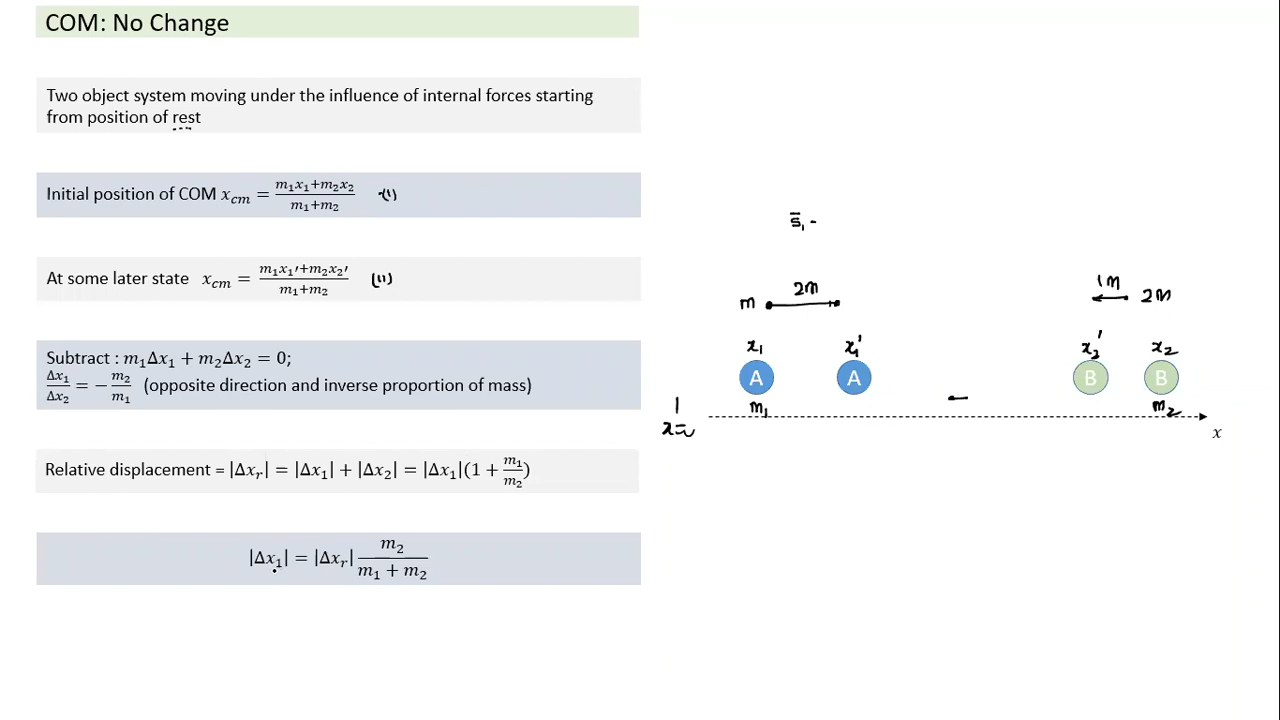 COM: No Change
Two object system moving under the influence of internal forces starting
from position of rest
Initial position of COM x_cm = (m₁x₁+m₂x₂)/(m₁+m₂) (1)
At some later state x_cm = (m₁x₁′+m₂x₂′)/(m₁+m₂) (11)
Subtract : m₁Δx₁ + m₂Δx₂ = 0;
Δx₁/Δx₂ = −m₂/m₁ (opposite direction and inverse proportion of mass)
Relative displacement = |Δx_r| = |Δx₁| + |Δx₂| = |Δx₁|(1 + m₁/m₂)
|Δx₁| = |Δx_r| m₂/(m₁ + m₂)
s̄₁ -
m 2m
1m 2m
x₁ x₁′ x₂′ x₂
A A B B
m₁ m₂
x